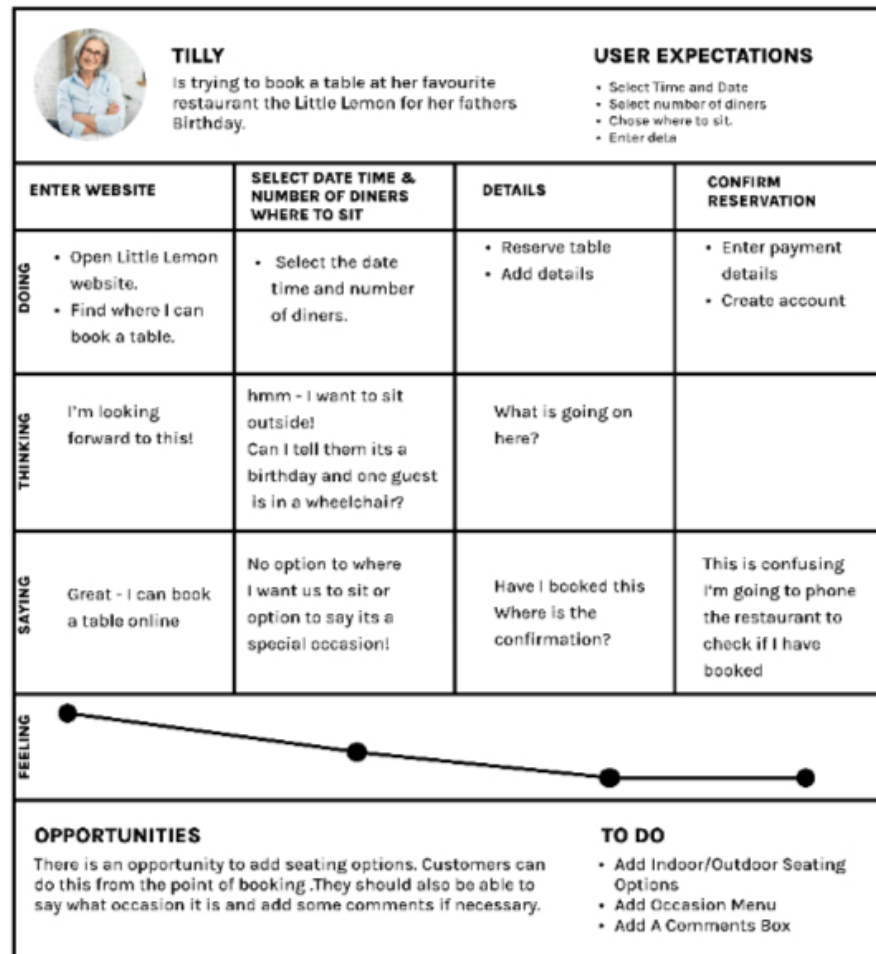 TILLY
Is trying to book a table at her favourite
restaurant the Little Lemon for her fathers
Birthday.
USER EXPECTATIONS
• Select Time and Date
• Select number of diners
• Chose where to sit.
• Enter deta
ENTER WEBSITE
SELECT DATE TIME &
NUMBER OF DINERS
WHERE TO SIT
DETAILS
CONFIRM
RESERVATION
DOING
• Open Little Lemon
website.
• Find where I can
book a table.
• Select the date
time and number
of diners.
• Reserve table
• Add details
• Enter payment
details
• Create account
THINKING
I'm looking
forward to this!
hmm - I want to sit
outside!
Can I tell them its a
birthday and one guest
is in a wheelchair?
What is going on
here?
SAYING
Great - I can book
a table online
No option to where
I want us to sit or
option to say its a
special occasion!
Have I booked this
Where is the
confirmation?
This is confusing
I'm going to phone
the restaurant to
check if I have
booked
FEELING
OPPORTUNITIES
There is an opportunity to add seating options. Customers can
do this from the point of booking .They should also be able to
say what occasion it is and add some comments if necessary.
TO DO
• Add Indoor/Outdoor Seating
Options
• Add Occasion Menu
• Add A Comments Box